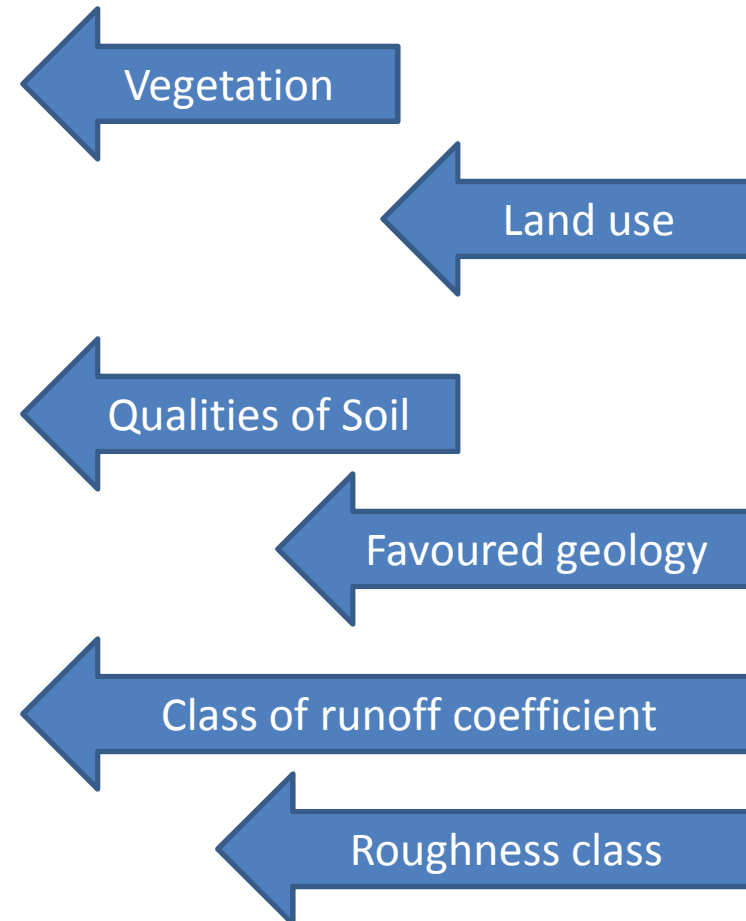 Vegetation
Land use
Qualities of Soil
Favoured geology
Class of runoff coefficient
Roughness class